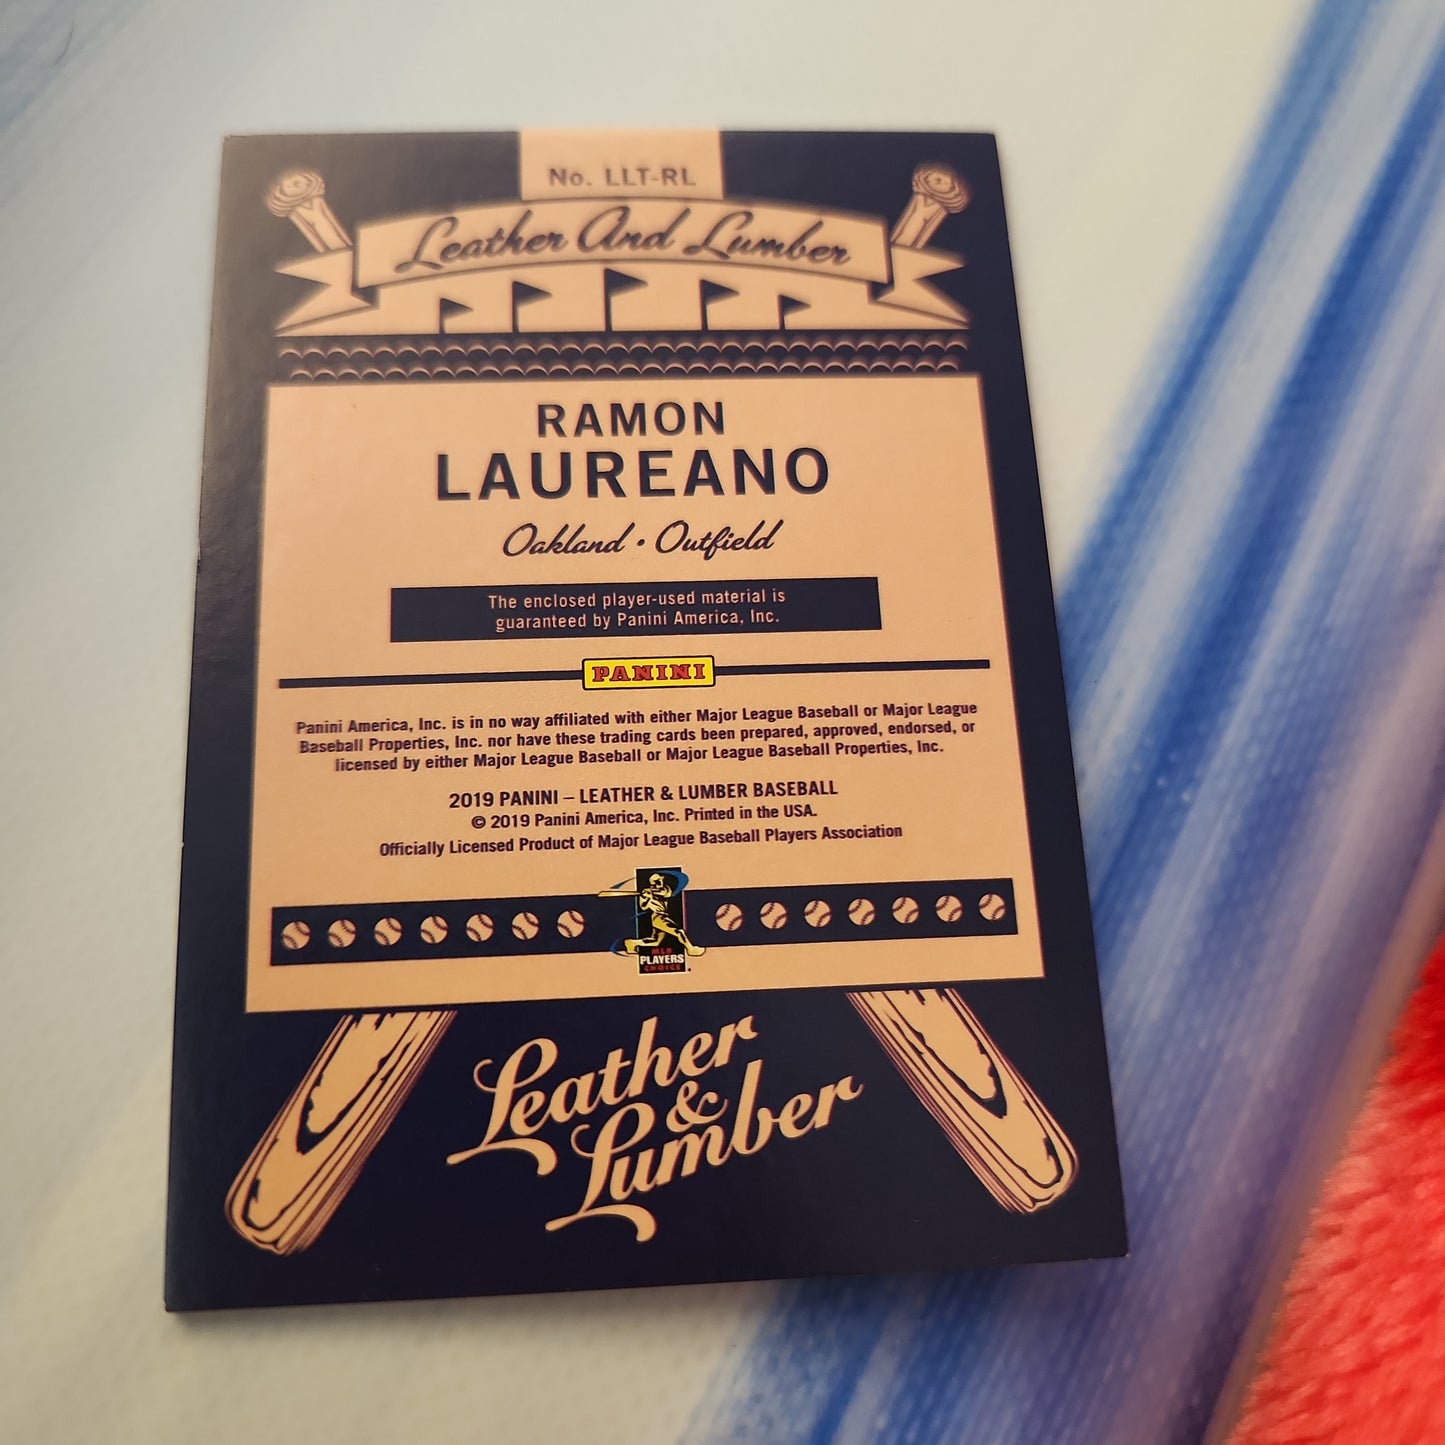 No. LLT-RL
Leather And Lumber
RAMON
LAUREANO
Oakland • Outfield
The enclosed player-used material is
guaranteed by Panini America, Inc.
PANINI
Panini America, Inc. is in no way affiliated with either Major League Baseball or Major League
Baseball Properties, Inc. nor have these trading cards been prepared, approved, endorsed, or
licensed by either Major League Baseball or Major League Baseball Properties, Inc.
2019 PANINI – LEATHER & LUMBER BASEBALL
© 2019 Panini America, Inc. Printed in the USA.
Officially Licensed Product of Major League Baseball Players Association
MLB
PLAYERS
CHOICE
Leather
&
Lumber